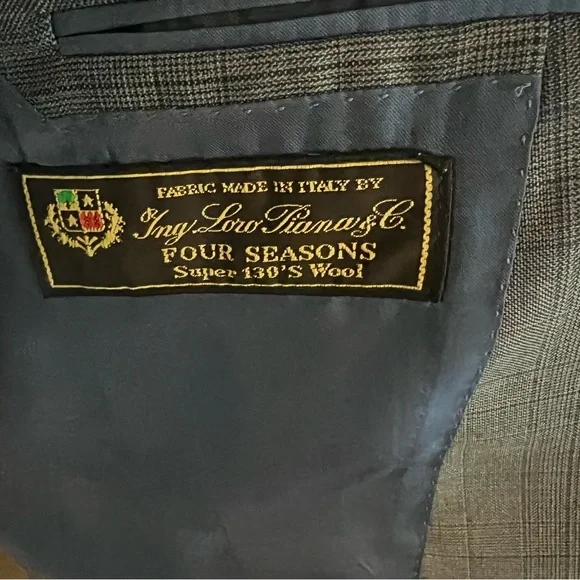 FABRIC MADE IN ITALY BY
Ing. Loro Piana & C.
FOUR SEASONS
Super 130'S Wool